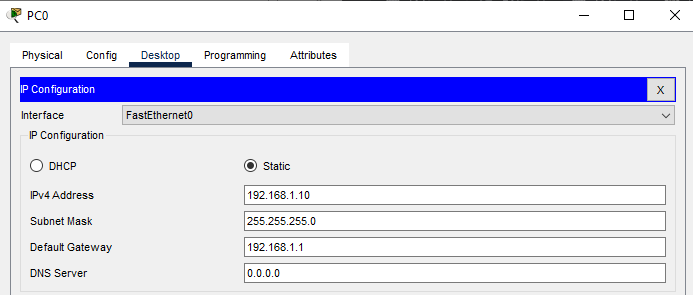 PC0
Physical Config Desktop Programming Attributes
IP Configuration X
Interface FastEthernet0
IP Configuration
DHCP Static
IPv4 Address 192.168.1.10
Subnet Mask 255.255.255.0
Default Gateway 192.168.1.1
DNS Server 0.0.0.0